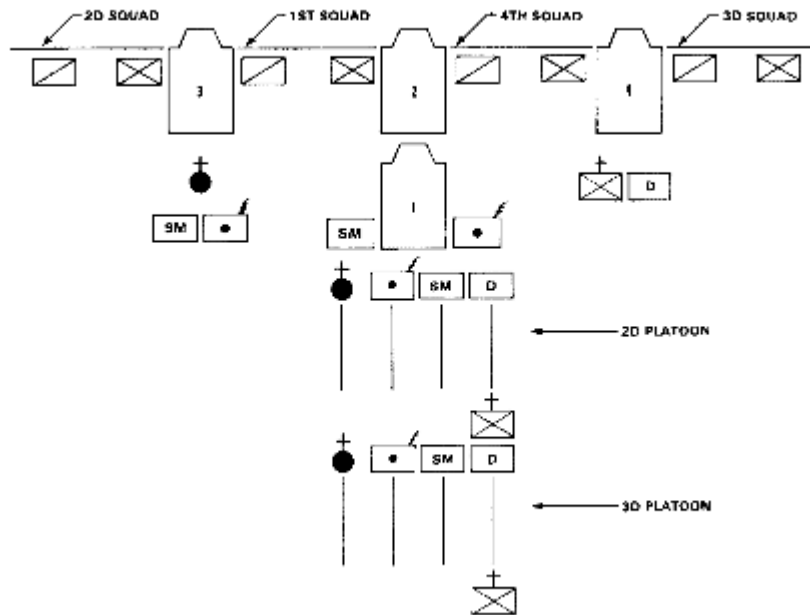 2D SQUAD 1ST SQUAD 4TH SQUAD 3D SQUAD
3 2 4
D
SM 1 SM
SM D
2D PLATOON
SM D
3D PLATOON